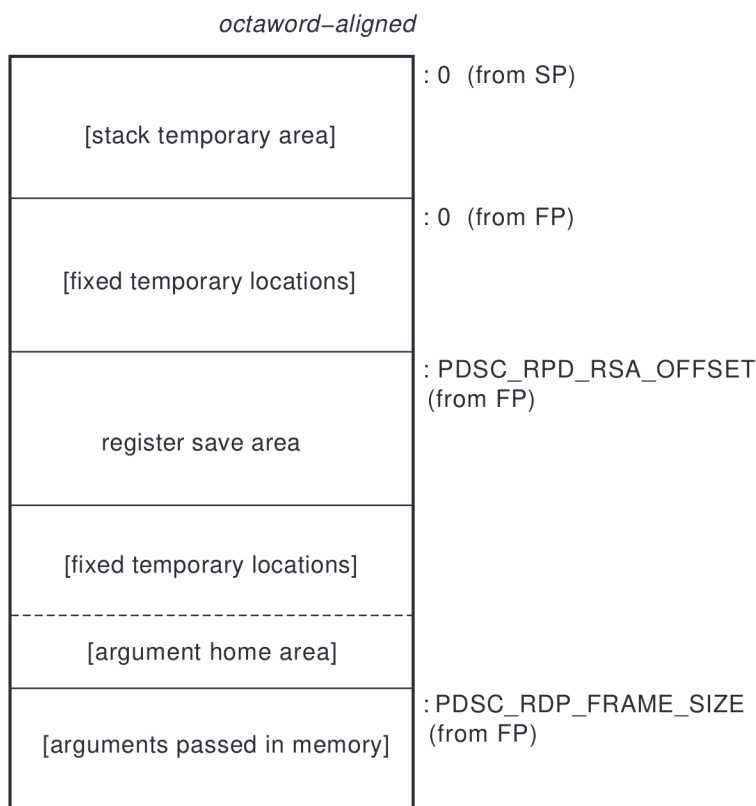 octaword–aligned
: 0 (from SP)
[stack temporary area]
: 0 (from FP)
[fixed temporary locations]
: PDSC_RPD_RSA_OFFSET
(from FP)
register save area
[fixed temporary locations]
[argument home area]
: PDSC_RDP_FRAME_SIZE
(from FP)
[arguments passed in memory]